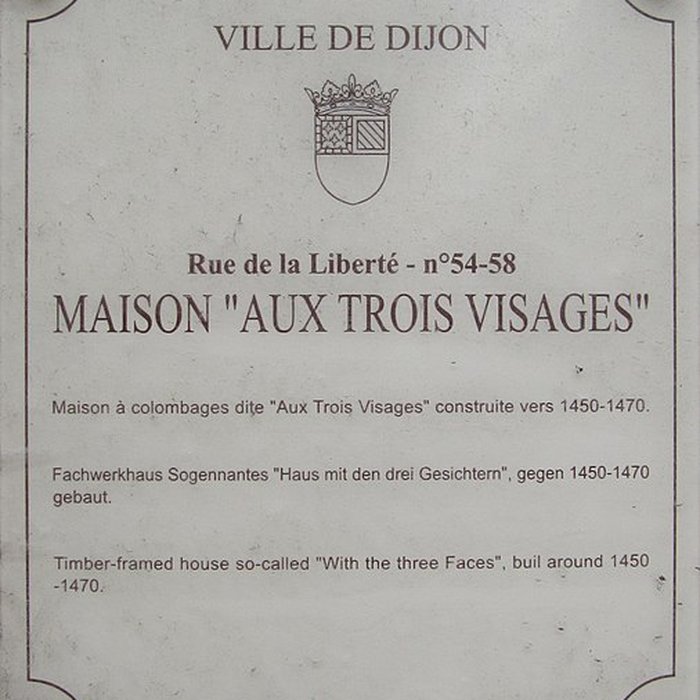 VILLE DE DIJON
Rue de la Liberté - n°54-58
MAISON "AUX TROIS VISAGES"
Maison à colombages dite "Aux Trois Visages" construite vers 1450-1470.
Fachwerkhaus Sogennantes "Haus mit den drei Gesichtern", gegen 1450-1470
gebaut.
Timber-framed house so-called "With the three Faces", buil around 1450
-1470.